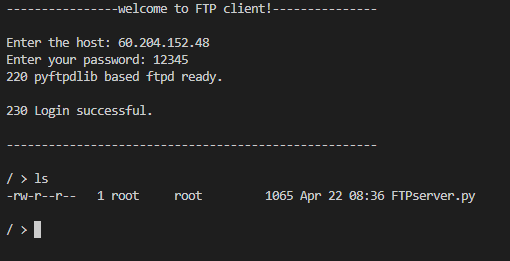 ----------------welcome to FTP client!---------------
Enter the host: 60.204.152.48
Enter your password: 12345
220 pyftpdlib based ftpd ready.
230 Login successful.
-----------------------------------------------------
/ > ls
-rw-r--r--   1 root     root         1065 Apr 22 08:36 FTPserver.py
/ >